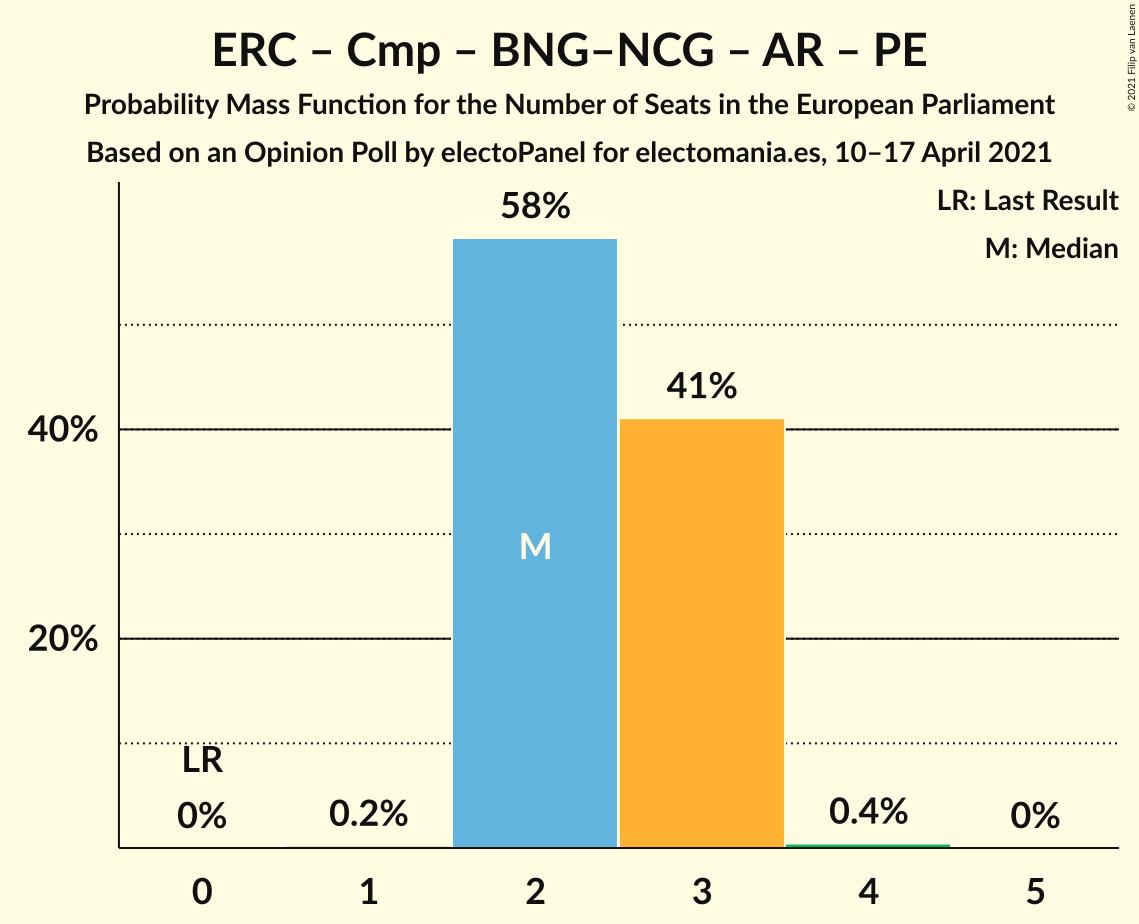 ERC – Cmp – BNG–NCG – AR – PE
Probability Mass Function for the Number of Seats in the European Parliament
Based on an Opinion Poll by electoPanel for electomania.es, 10–17 April 2021
© 2021 Filip van Laenen
LR: Last Result
M: Median
58%
41%
40%
M
20%
LR
0%
0.2%
0.4%
0%
0
1
2
3
4
5